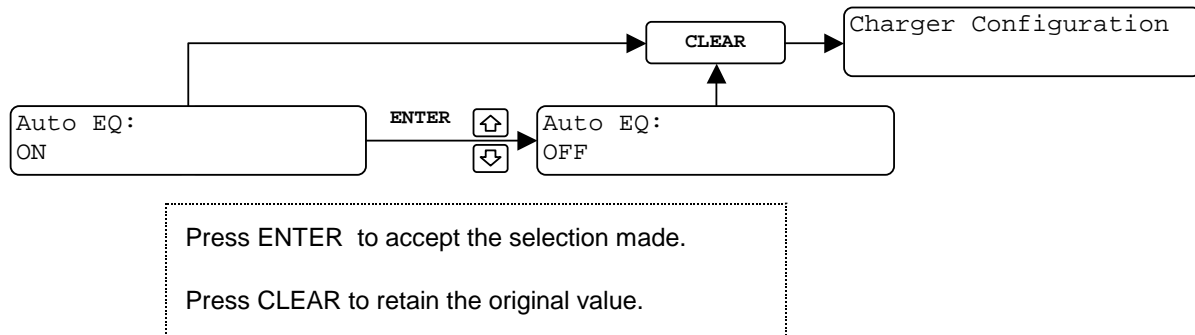 Charger Configuration
CLEAR
Auto EQ:
ON
ENTER
Auto EQ:
OFF
Press ENTER  to accept the selection made.
Press CLEAR to retain the original value.